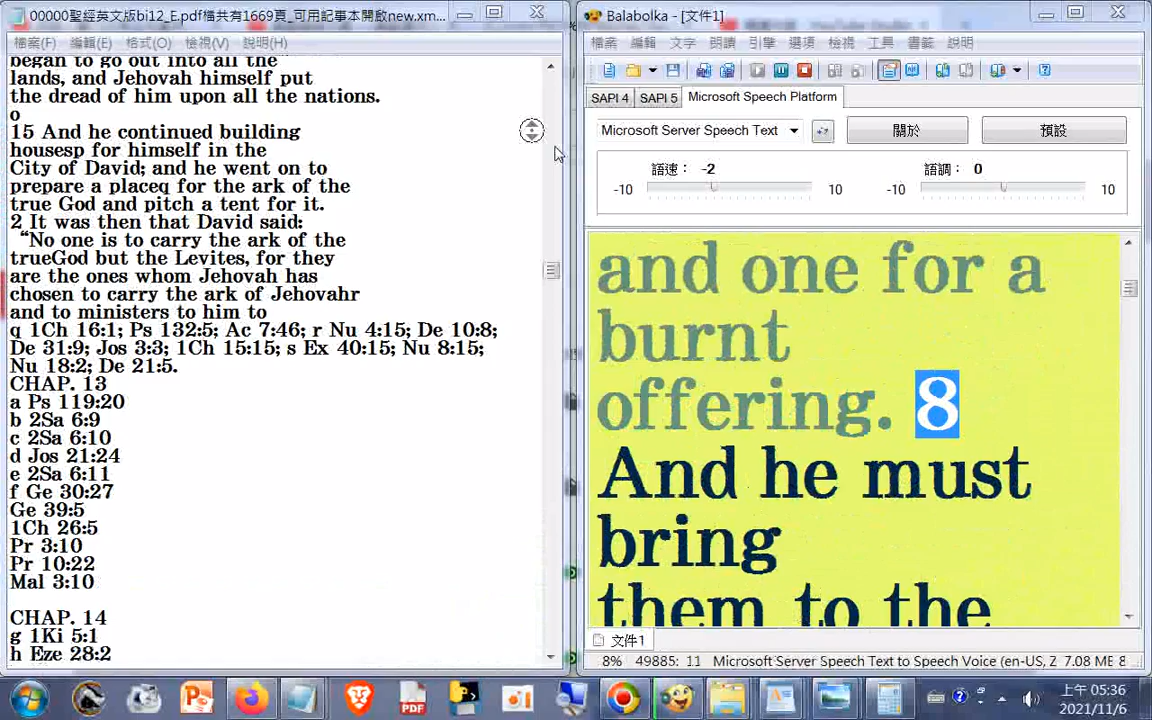 00000聖經英文版bi12_E.pdf檔共有1669頁_可用記事本開啟new.xm...
檔案(F) 編輯(E) 格式(O) 檢視(V) 說明(H)
began to go out into all the
lands, and Jehovah himself put
the dread of him upon all the nations.
o
15 And he continued building
housesp for himself in the
City of David; and he went on to
prepare a placeq for the ark of the
true God and pitch a tent for it.
2 It was then that David said:
“No one is to carry the ark of the
trueGod but the Levites, for they
are the ones whom Jehovah has
chosen to carry the ark of Jehovahr
and to ministers to him to
q 1Ch 16:1; Ps 132:5; Ac 7:46; r Nu 4:15; De 10:8;
De 31:9; Jos 3:3; 1Ch 15:15; s Ex 40:15; Nu 8:15;
Nu 18:2; De 21:5.
CHAP. 13
a Ps 119:20
b 2Sa 6:9
c 2Sa 6:10
d Jos 21:24
e 2Sa 6:11
f Ge 30:27
Ge 39:5
1Ch 26:5
Pr 3:10
Pr 10:22
Mal 3:10
CHAP. 14
g 1Ki 5:1
h Eze 28:2
Balabolka - [文件1]
檔案 編輯 文字 朗讀 引擎 選項 檢視 工具 書籤 說明
SAPI 4 SAPI 5 Microsoft Speech Platform
Microsoft Server Speech Text 關於 預設
語速： -2 語調： 0
-10 10 -10 10
and one for a
burnt
offering. 8
And he must
bring
them to the
文件1
8% 49885: 11 Microsoft Server Speech Text to Speech Voice (en-US, Z 7.08 MB 8
PDF
上午 05:36
2021/11/6